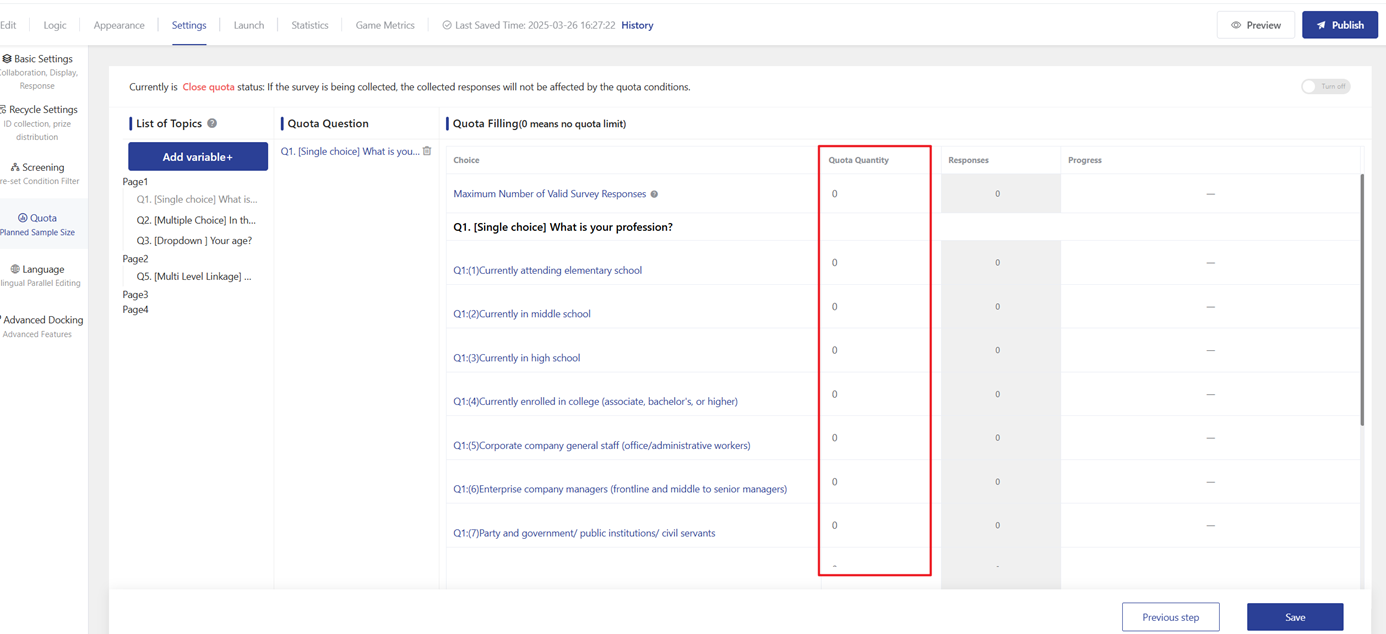 Edit Logic Appearance Settings Launch Statistics Game Metrics Last Saved Time: 2025-03-26 16:27:22 History Preview Publish
Basic Settings
Collaboration, Display,
Response
Recycle Settings
ID collection, prize
distribution
Screening
re-set Condition Filter
Quota
Planned Sample Size
Language
lingual Parallel Editing
Advanced Docking
Advanced Features
Currently is Close quota status: If the survey is being collected, the collected responses will not be affected by the quota conditions. Turn off
List of Topics ?
Add variable+
Page1
Q1. [Single choice] What is...
Q2. [Multiple Choice] In th...
Q3. [Dropdown ] Your age?
Page2
Q5. [Multi Level Linkage] ...
Page3
Page4
Quota Question
Q1. [Single choice] What is you...
Quota Filling(0 means no quota limit)
Choice Quota Quantity Responses Progress
Maximum Number of Valid Survey Responses ? 0 0 —
Q1. [Single choice] What is your profession?
Q1:(1)Currently attending elementary school 0 0 —
Q1:(2)Currently in middle school 0 0 —
Q1:(3)Currently in high school 0 0 —
Q1:(4)Currently enrolled in college (associate, bachelor's, or higher) 0 0 —
Q1:(5)Corporate company general staff (office/administrative workers) 0 0 —
Q1:(6)Enterprise company managers (frontline and middle to senior managers) 0 0 —
Q1:(7)Party and government/ public institutions/ civil servants 0 0 —
Previous step Save